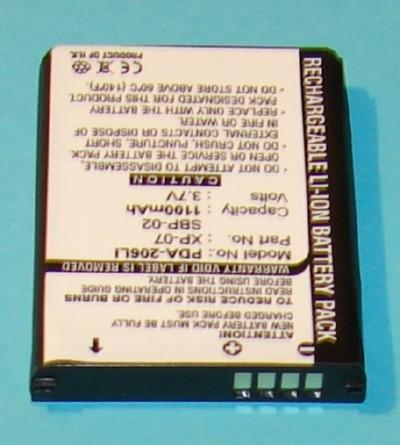 RECHARGEABLE LI-ION BATTERY PACK
ATTENTION!
NEW BATTERY PACK MUST BE FULLY
CHARGED BEFORE USE.
TO REDUCE RISK OF FIRE OR BURNS
READ INSTRUCTIONS IN OPERATING GUIDE
BEFORE USING THE BATTERY.
WARRANTY VOID IF LABEL IS REMOVED
Model No.: PDA-206LI
Part No. : XP-07
SBP-02
Capacity : 1100mAh
Volts : 3.7V
CAUTION
• DO NOT ATTEMPT TO DISASSEMBLE,
OPEN OR SERVICE THE BATTERY PACK.
• DO NOT CRUSH, PUNCTURE, SHORT
EXTERNAL CONTACTS OR DISPOSE OF
IN FIRE OR WATER.
• REPLACE ONLY WITH THE BATTERY
PACK DESIGNATED FOR THIS PRODUCT.
• DO NOT STORE ABOVE 60°C (140°F).
CE
PRODUCT OF H.K.